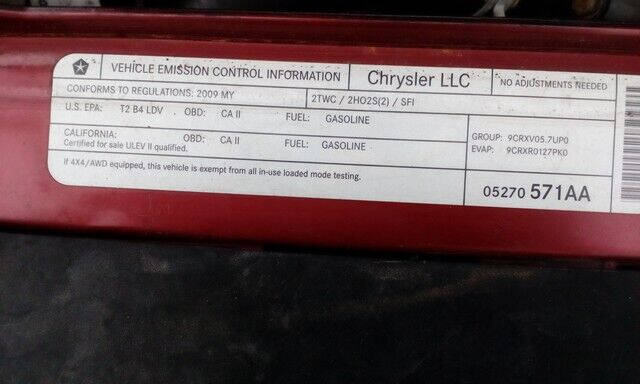 VEHICLE EMISSION CONTROL INFORMATION Chrysler LLC NO ADJUSTMENTS NEEDED
CONFORMS TO REGULATIONS: 2009 MY 2TWC / 2HO2S(2) / SFI
U.S. EPA: T2 B4 LDV OBD: CA II FUEL: GASOLINE
CALIFORNIA: OBD: CA II FUEL: GASOLINE
Certified for sale ULEV II qualified.
GROUP: 9CRXV05.7UP0
EVAP: 9CRXR0127PK0
If 4X4/AWD equipped, this vehicle is exempt from all in-use loaded mode testing.
05270 571AA